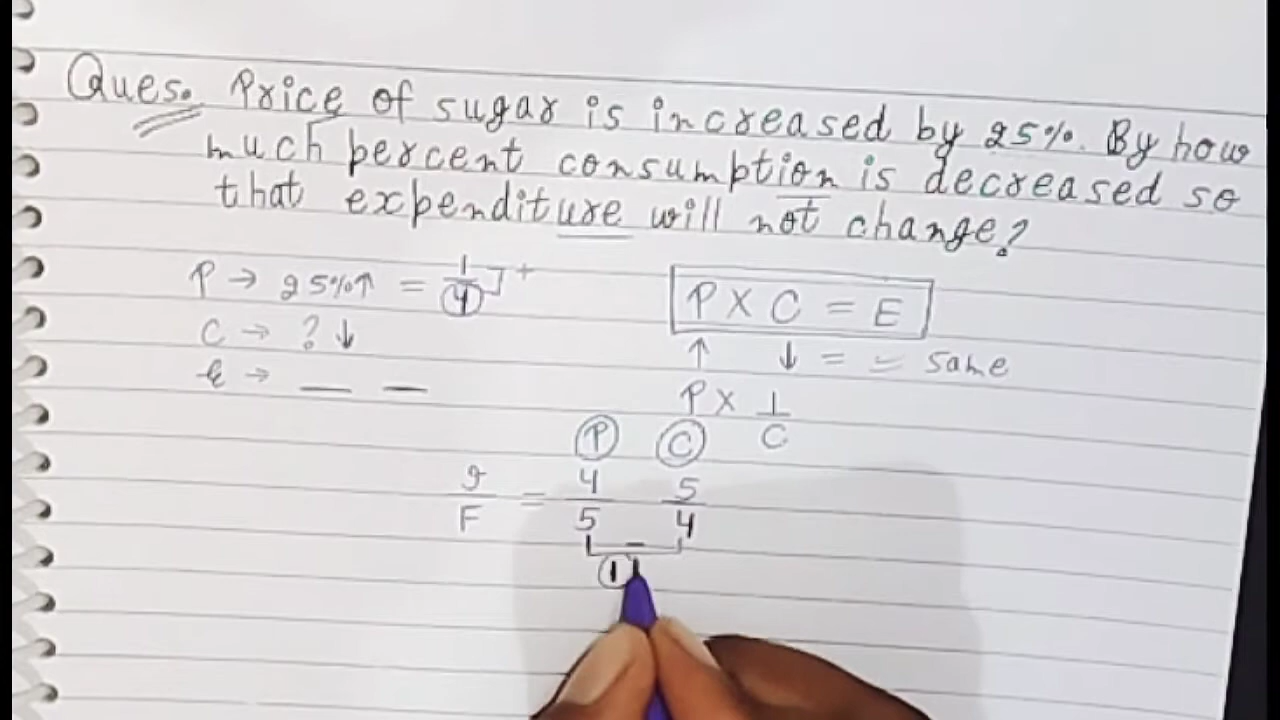 Ques. Price of sugar is increased by 25%. By how
much percent consumption is decreased so
that expenditure will not change?
P → 25%↑ = 1/4 +
P × C = E
C → ? ↓
↑ ↓ = = same
E → — —
P × 1/C
P C
I/F = 4/5 5/4
–
1